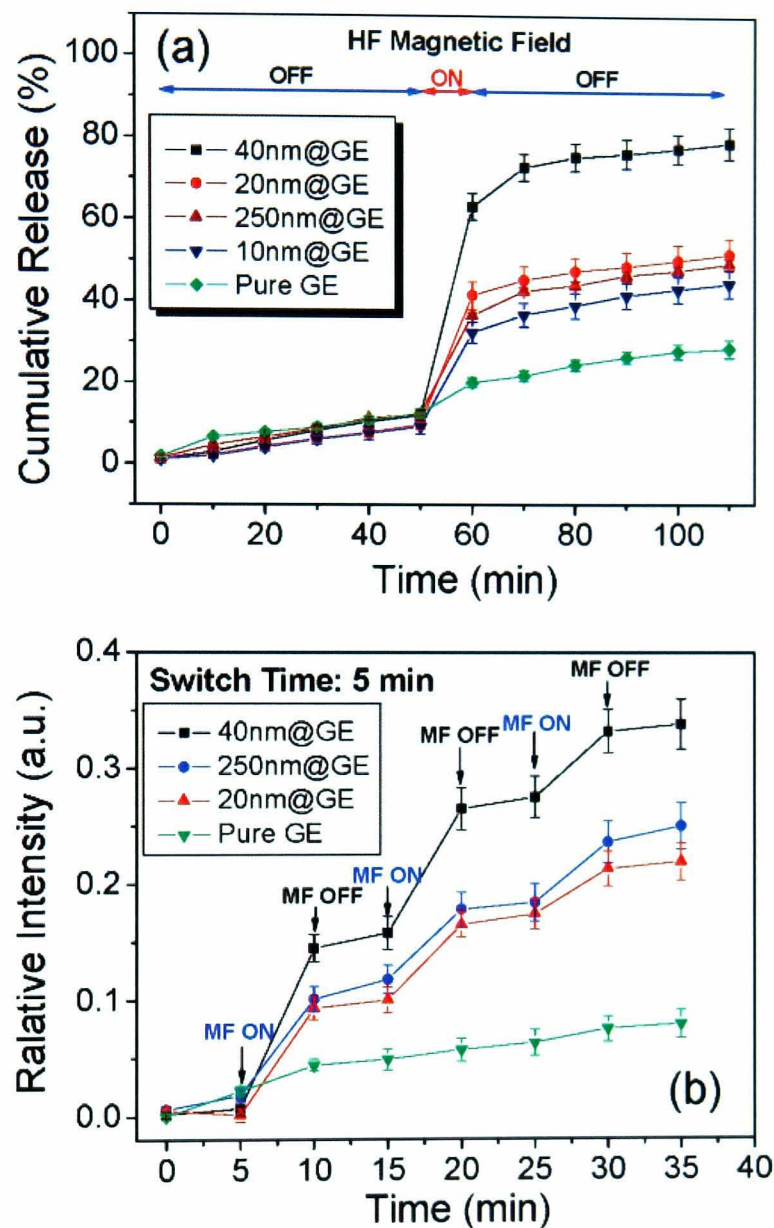 (a)
HF Magnetic Field
OFF
ON
OFF
40nm@GE
20nm@GE
250nm@GE
10nm@GE
Pure GE
Cumulative Release (%)
100
80
60
40
20
0
0 20 40 60 80 100
Time (min)
Switch Time: 5 min
40nm@GE
250nm@GE
20nm@GE
Pure GE
MF ON
MF OFF
MF ON
MF OFF
MF ON
MF OFF
(b)
Ralative Intensity (a.u.)
0.4
0.3
0.2
0.1
0.0
0 5 10 15 20 25 30 35 40
Time (min)